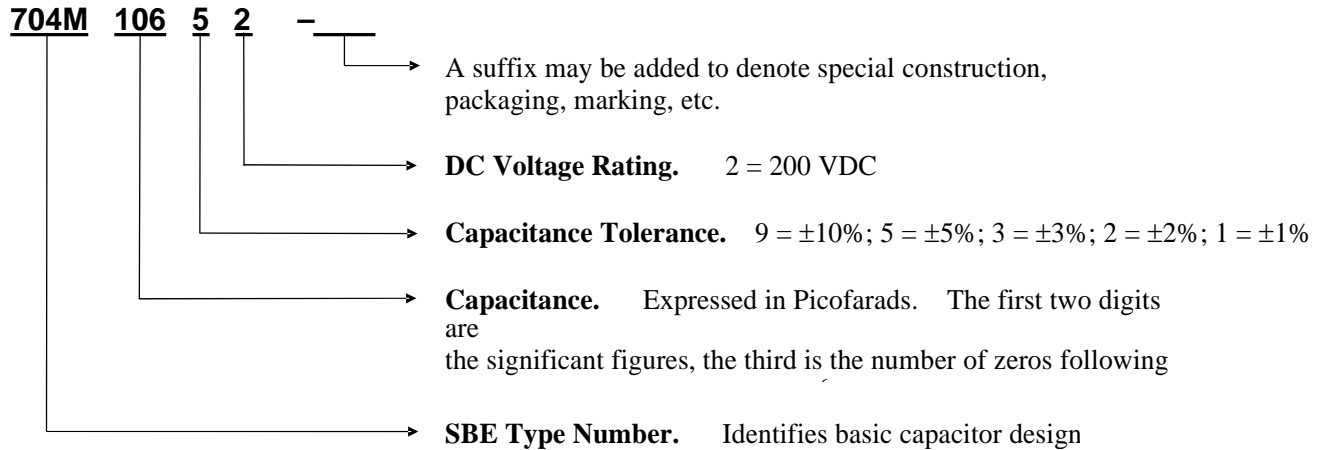 704M 106 5 2 –
A suffix may be added to denote special construction,
packaging, marking, etc.
DC Voltage Rating. 2 = 200 VDC
Capacitance Tolerance. 9 = ±10%; 5 = ±5%; 3 = ±3%; 2 = ±2%; 1 = ±1%
Capacitance. Expressed in Picofarads. The first two digits
are
the significant figures, the third is the number of zeros following
SBE Type Number. Identifies basic capacitor design